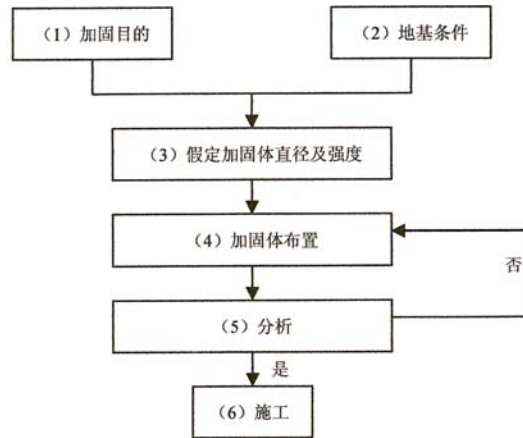 （1）加固目的
（2）地基条件
（3）假定加固体直径及强度
（4）加固体布置
否
（5）分析
是
（6）施工